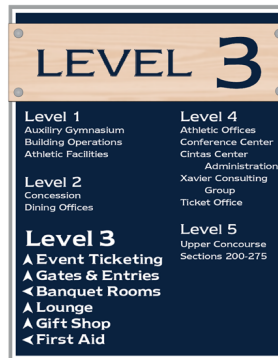 LEVEL 3
Level 1
Auxiliry Gymnasium
Building Operations
Athletic Facilities
Level 2
Concession
Dining Offices
Level 3
Event Ticketing
Gates & Entries
Banquet Rooms
Lounge
Gift Shop
First Aid
Level 4
Athletic Offices
Conference Center
Cintas Center
Administration
Xavier Consulting
Group
Ticket Office
Level 5
Upper Concourse
Sections 200-275